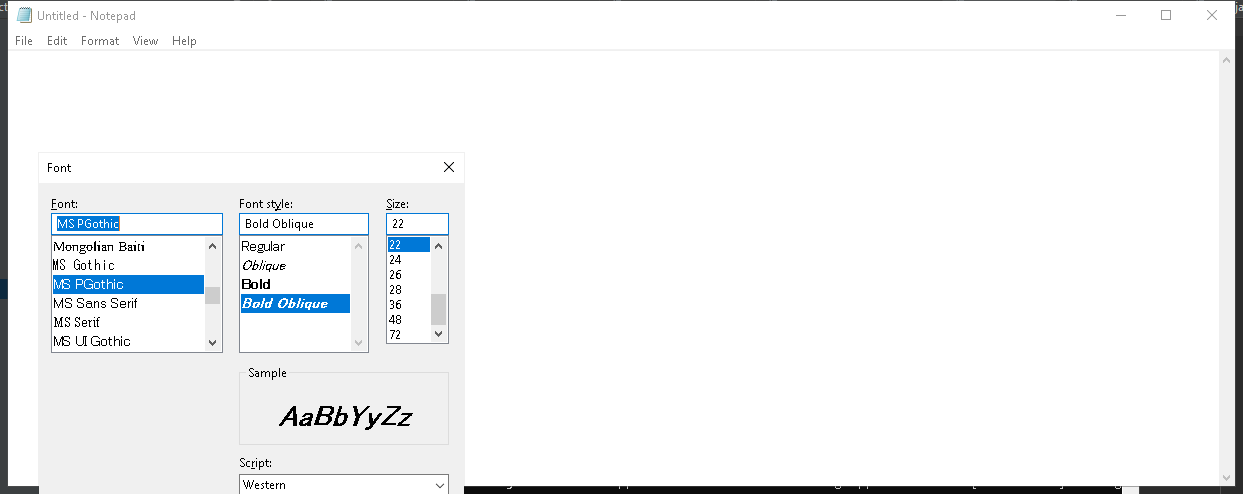 Untitled - Notepad
File Edit Format View Help
Font
Font: Font style: Size:
MS PGothic Bold Oblique 22
Mongolian Baiti Regular 22
MS Gothic Oblique 24
MS PGothic Bold 26
MS Sans Serif Bold Oblique 28
MS Serif 36
MS UI Gothic 48
72
Sample
AaBbYyZz
Script:
Western